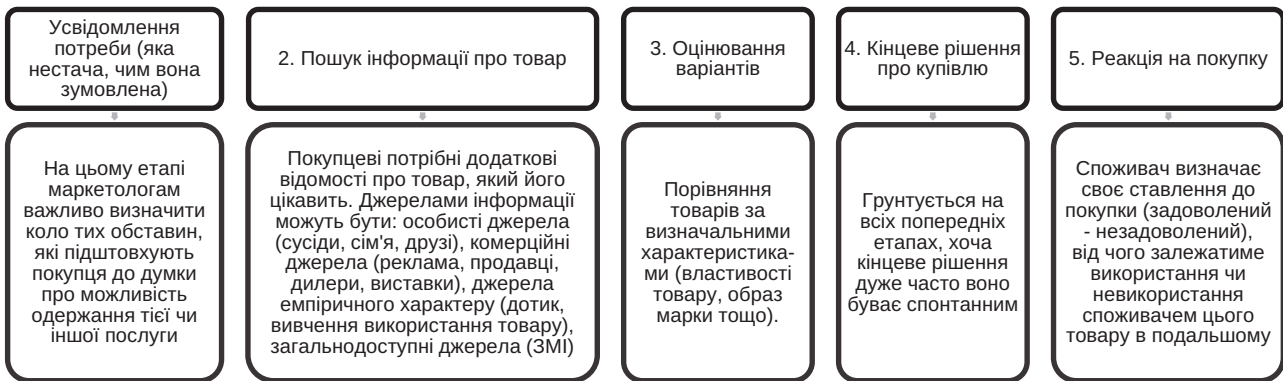 Усвідомлення
потреби (яка
нестача, чим вона
зумовлена)
2. Пошук інформації про товар
3. Оцінювання
варіантів
4. Кінцеве рішення
про купівлю
5. Реакція на покупку
На цьому етапі
маркетологам
важливо визначити
коло тих обставин,
які підштовхують
покупця до думки
про можливість
одержання тієї чи
іншої послуги
Покупцеві потрібні додаткові
відомості про товар, який його
цікавить. Джерелами інформації
можуть бути: особисті джерела
(сусіди, сім'я, друзі), комерційні
джерела (реклама, продавці,
дилери, виставки), джерела
емпіричного характеру (дотик,
вивчення використання товару),
загальнодоступні джерела (ЗМІ)
Порівняння
товарів за
визначальними
характеристика-
ми (властивості
товару, образ
марки тощо).
Грунтується на
всіх попередніх
етапах, хоча
кінцеве рішення
дуже часто воно
буває спонтанним
Споживач визначає
своє ставлення до
покупки (задоволений
- незадоволений),
від чого залежатиме
використання чи
невикористання
споживачем цього
товару в подальшому